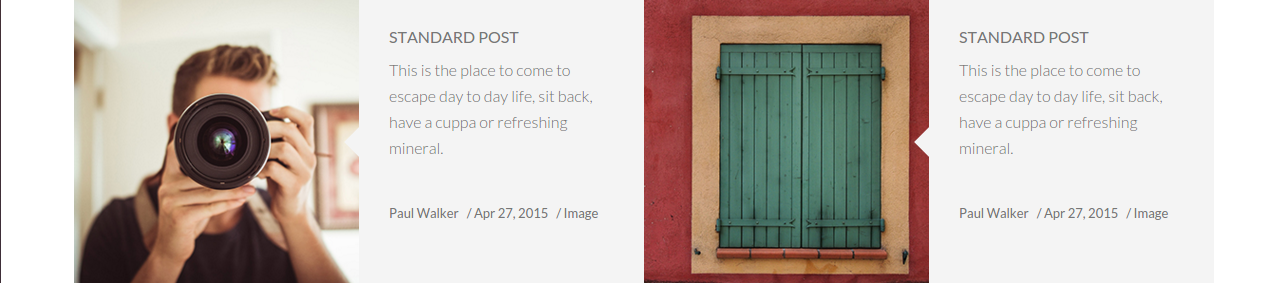 STANDARD POST
This is the place to come to
escape day to day life, sit back,
have a cuppa or refreshing
mineral.
Paul Walker / Apr 27, 2015 / Image
STANDARD POST
This is the place to come to
escape day to day life, sit back,
have a cuppa or refreshing
mineral.
Paul Walker / Apr 27, 2015 / Image